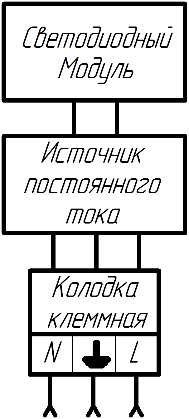 Светодиодный
Модуль
Источник
постоянного
тока
Колодка
клеммная
N L